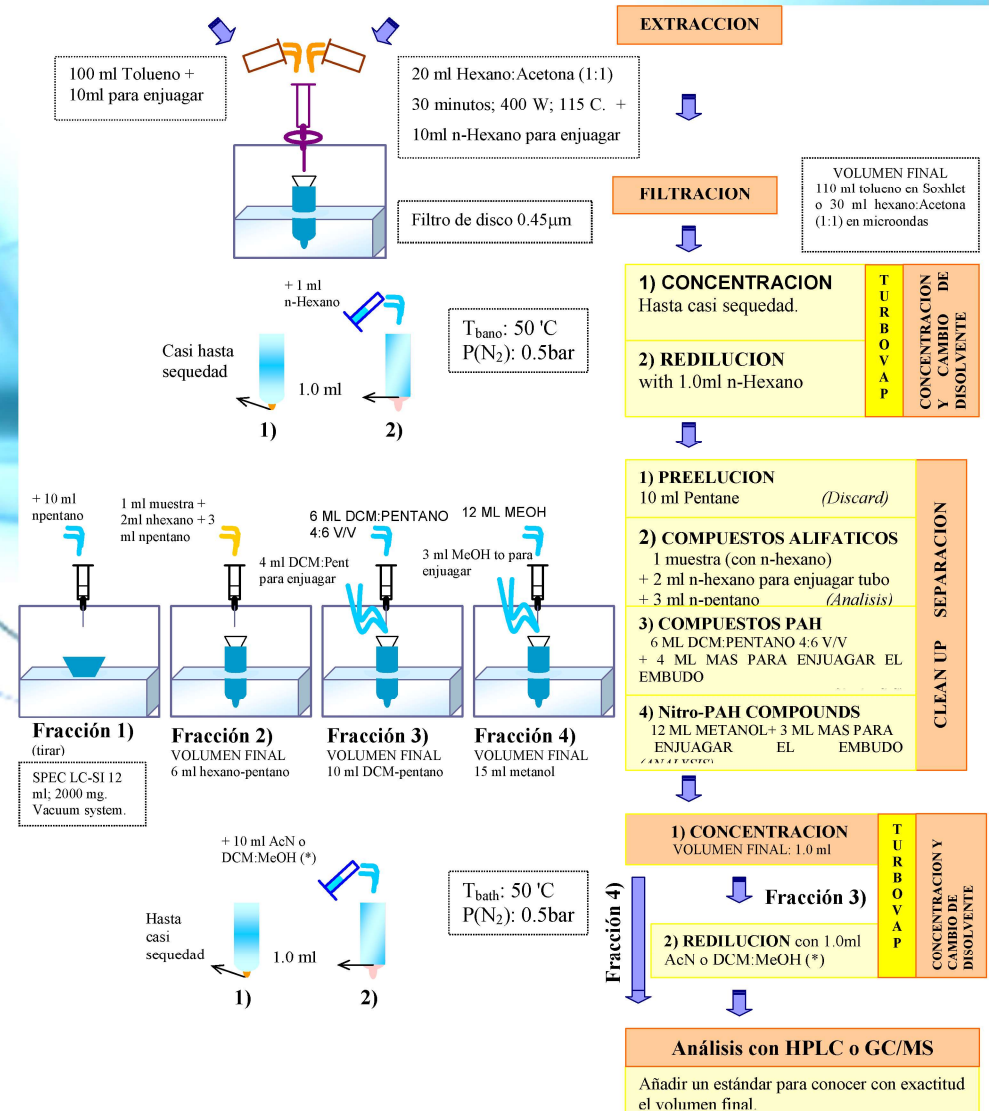 EXTRACCION
100 ml Tolueno +
10ml para enjuagar
20 ml Hexano:Acetona (1:1)
30 minutos; 400 W; 115 C. +
10ml n-Hexano para enjuagar
VOLUMEN FINAL
110 ml tolueno en Soxhlet
o 30 ml hexano:Acetona
(1:1) en microondas
FILTRACION
Filtro de disco 0.45µm
+ 1 ml
n-Hexano
Casi hasta
sequedad
1.0 ml
1)
2)
Tbano: 50 'C
P(N2): 0.5bar
1) CONCENTRACION
Hasta casi sequedad.
2) REDILUCION
with 1.0ml n-Hexano
TURBOVAP
CONCENTRACION
Y CAMBIO DE
DISOLVENTE
1) PREELUCION
10 ml Pentane (Discard)
2) COMPUESTOS ALIFATICOS
1 muestra (con n-hexano)
+ 2 ml n-hexano para enjuagar tubo
+ 3 ml n-pentano (Analisis)
3) COMPUESTOS PAH
6 ML DCM:PENTANO 4:6 V/V
+ 4 ML MAS PARA ENJUAGAR EL
EMBUDO
4) Nitro-PAH COMPOUNDS
12 ML METANOL+ 3 ML MAS PARA
ENJUAGAR EL EMBUDO
(ANALYSIS)
CLEAN UP SEPARACION
+ 10 ml
npentano
1 ml muestra +
2ml nhexano + 3
ml npentano
6 ML DCM:PENTANO
4:6 V/V
4 ml DCM:Pent
para enjuagar
12 ML MEOH
3 ml MeOH to para
enjuagar
Fracción 1)
(tirar)
SPEC LC-SI 12
ml; 2000 mg.
Vacuum system.
Fracción 2)
VOLUMEN FINAL
6 ml hexano-pentano
Fracción 3)
VOLUMEN FINAL
10 ml DCM-pentano
Fracción 4)
VOLUMEN FINAL
15 ml metanol
+ 10 ml AcN o
DCM:MeOH (*)
Hasta
casi
sequedad
1.0 ml
1)
2)
Tbath: 50 'C
P(N2): 0.5bar
1) CONCENTRACION
VOLUMEN FINAL: 1.0 ml
Fracción 4)
Fracción 3)
2) REDILUCION con 1.0ml
AcN o DCM:MeOH (*)
TURBOVAP
CONCENTRACION Y
CAMBIO DE
DISOLVENTE
Análisis con HPLC o GC/MS
Añadir un estándar para conocer con exactitud
el volumen final.